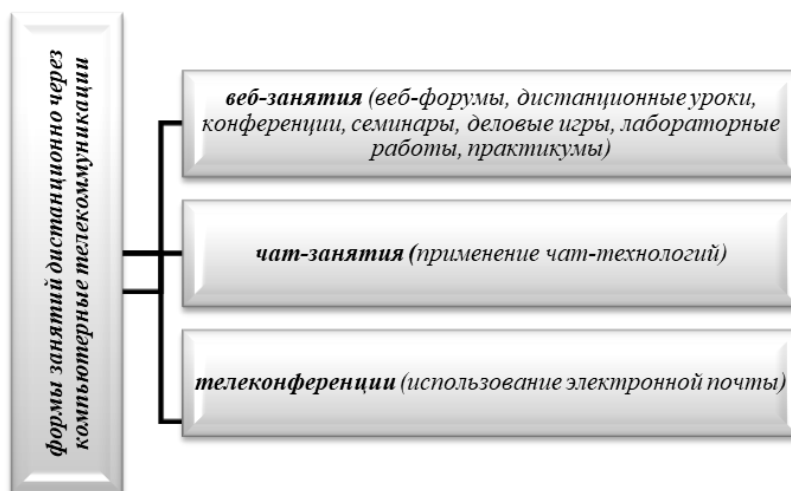 формы занятий дистанционно через
компьютерные телекоммуникации
веб-занятия (веб-форумы, дистанционные уроки,
конференции, семинары, деловые игры, лабораторные
работы, практикумы)
чат-занятия (применение чат-технологий)
телеконференции (использование электронной почты)